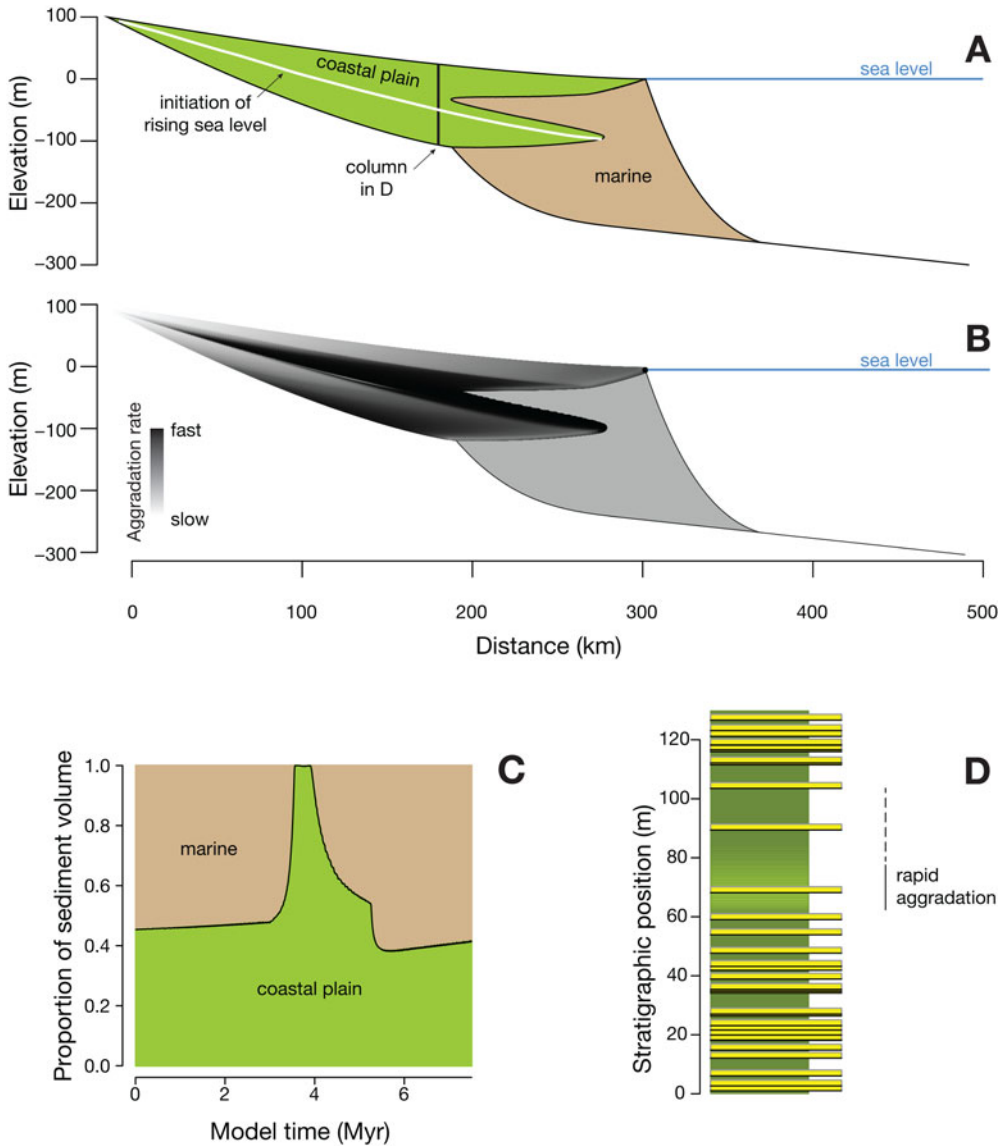 100
0
−100
−200
−300
Elevation (m)
A
coastal plain
sea level
initiation of
rising sea level
column
in D
marine
100
0
−100
−200
−300
Elevation (m)
B
sea level
Aggradation rate
fast
slow
0 100 200 300 400 500
Distance (km)
C
1.0
0.8
0.6
0.4
0.2
0.0
Proportion of sediment volume
marine
coastal plain
0 2 4 6
Model time (Myr)
D
120
100
80
60
40
20
0
Stratigraphic position (m)
rapid
aggradation